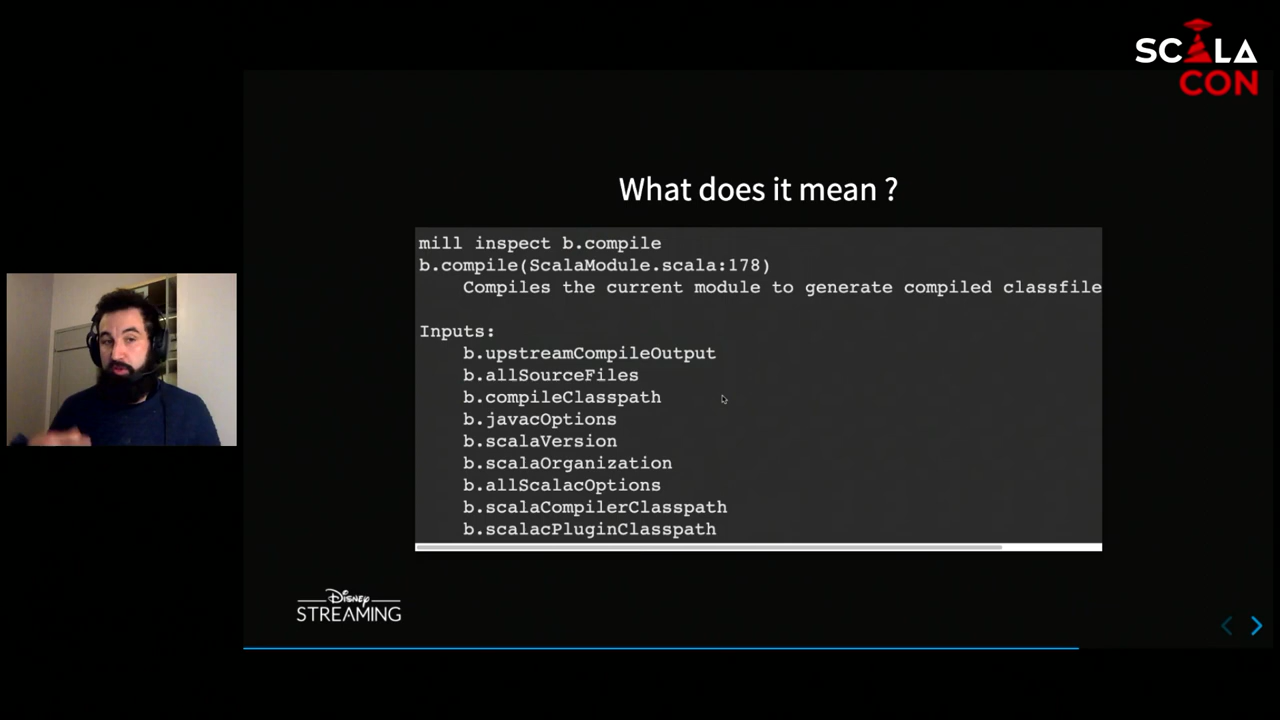 SCALA
CON
What does it mean ?
mill inspect b.compile
b.compile(ScalaModule.scala:178)
Compiles the current module to generate compiled classfile
Inputs:
b.upstreamCompileOutput
b.allSourceFiles
b.compileClasspath
b.javacOptions
b.scalaVersion
b.scalaOrganization
b.allScalacOptions
b.scalaCompilerClasspath
b.scalacPluginClasspath
Disney
STREAMING